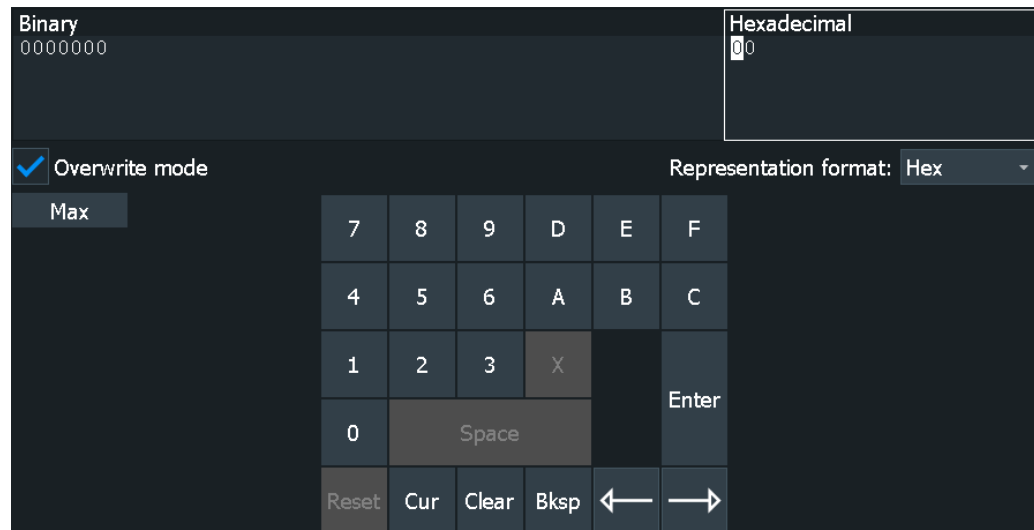 Binary
0000000
Hexadecimal
00
Overwrite mode
Representation format: Hex
Max
7 8 9 D E F
4 5 6 A B C
1 2 3 X
Enter
0 Space
Reset Cur Clear Bksp